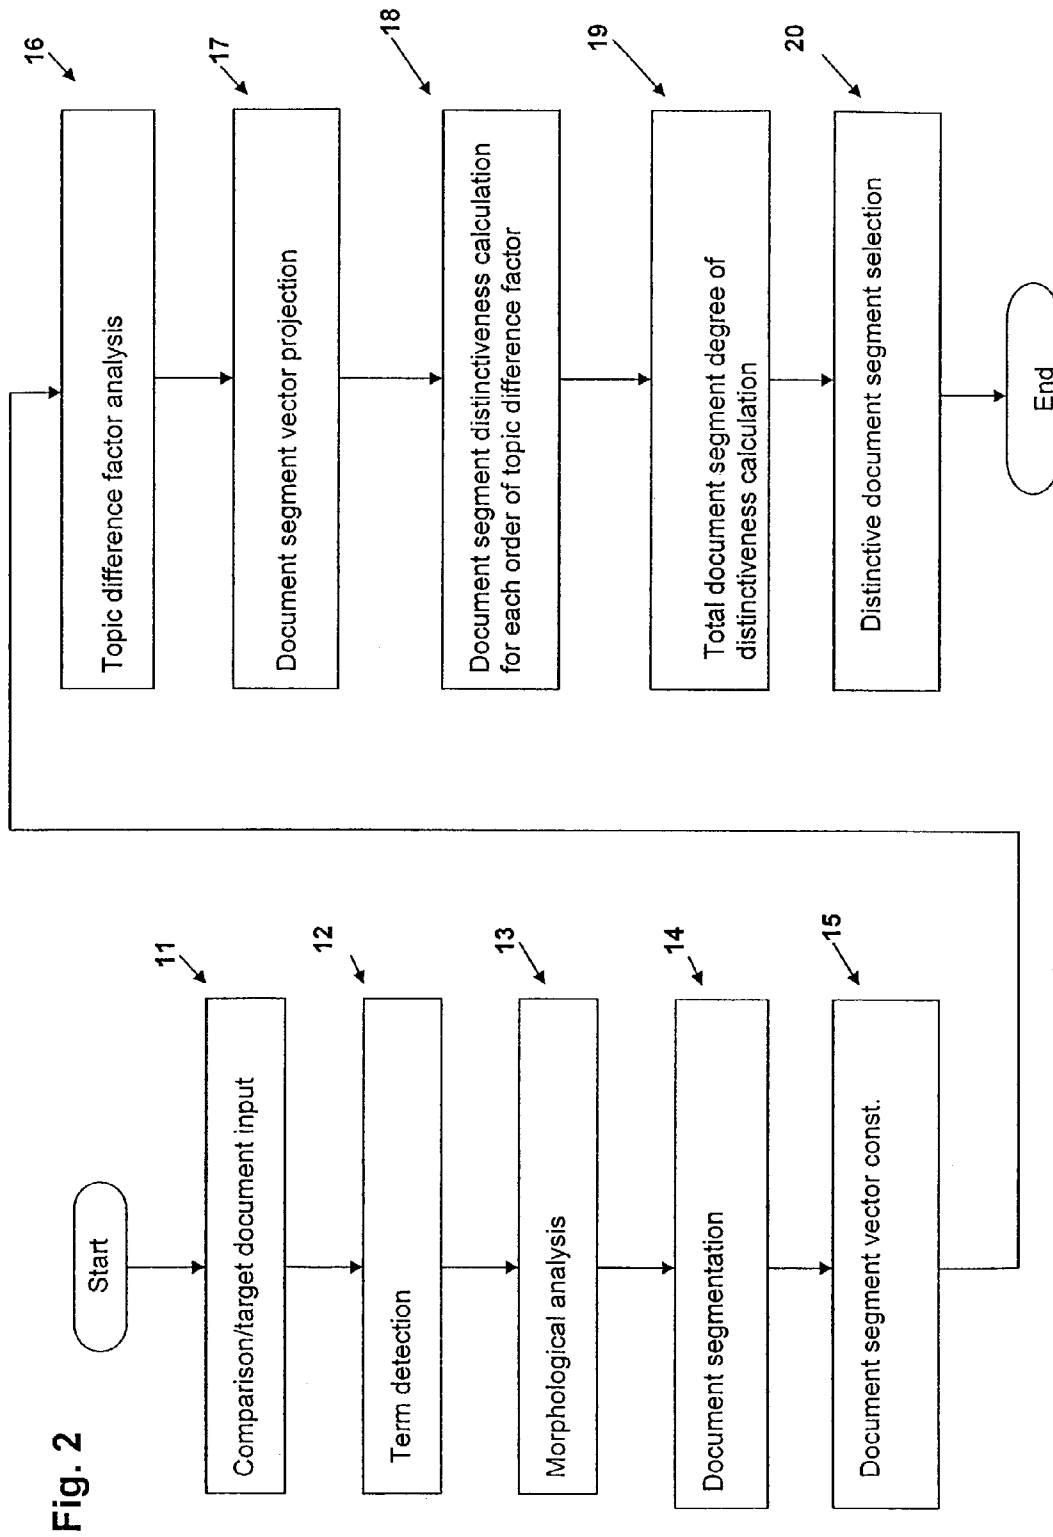 Fig. 2
Start
11
Comparison/target document input
12
Term detection
13
Morphological analysis
14
Document segmentation
15
Document segment vector const.
16
Topic difference factor analysis
17
Document segment vector projection
18
Document segment distinctiveness calculation
for each order of topic difference factor
19
Total document segment degree of
distinctiveness calculation
20
Distinctive document segment selection
End